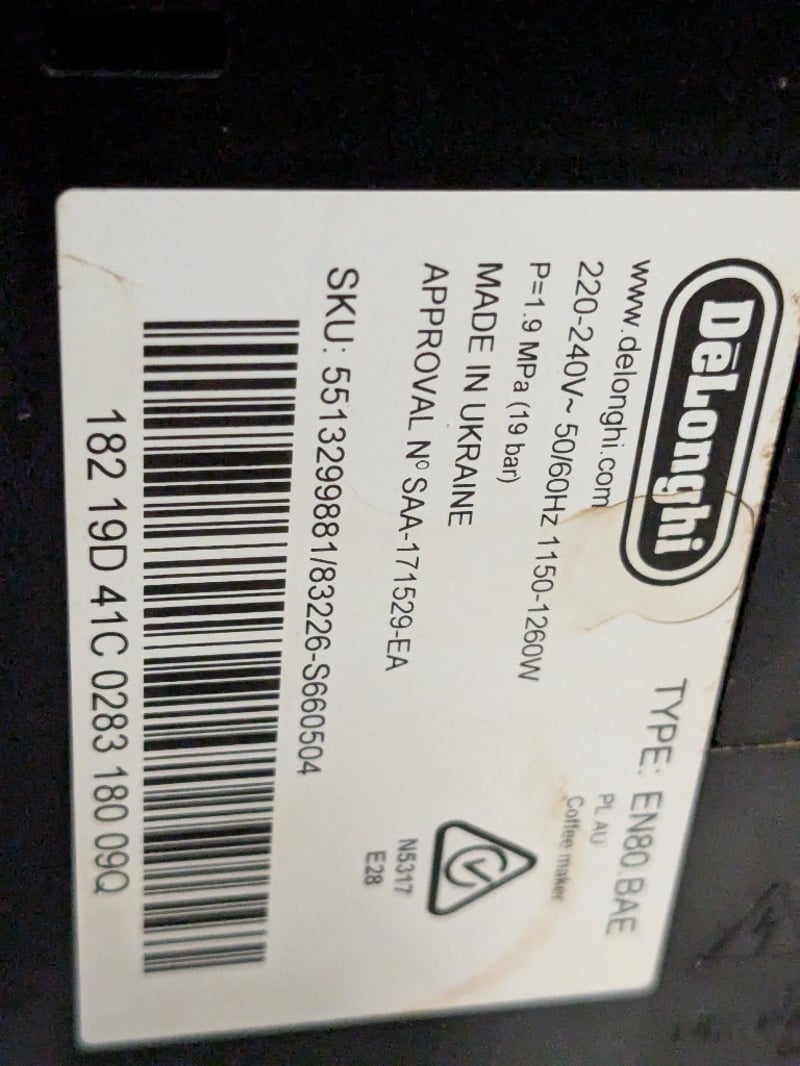 DeLonghi
TYPE: EN80.BAE
www.delonghi.com
PL AU
220-240V~ 50/60Hz 1150-1260W
Coffee maker
P=1.9 MPa (19 bar)
MADE IN UKRAINE
APPROVAL Nº SAA-171529-EA
N5317
E28
SKU: 5513299881/83226-S660504
182 19D 41C 0283 180 09Q